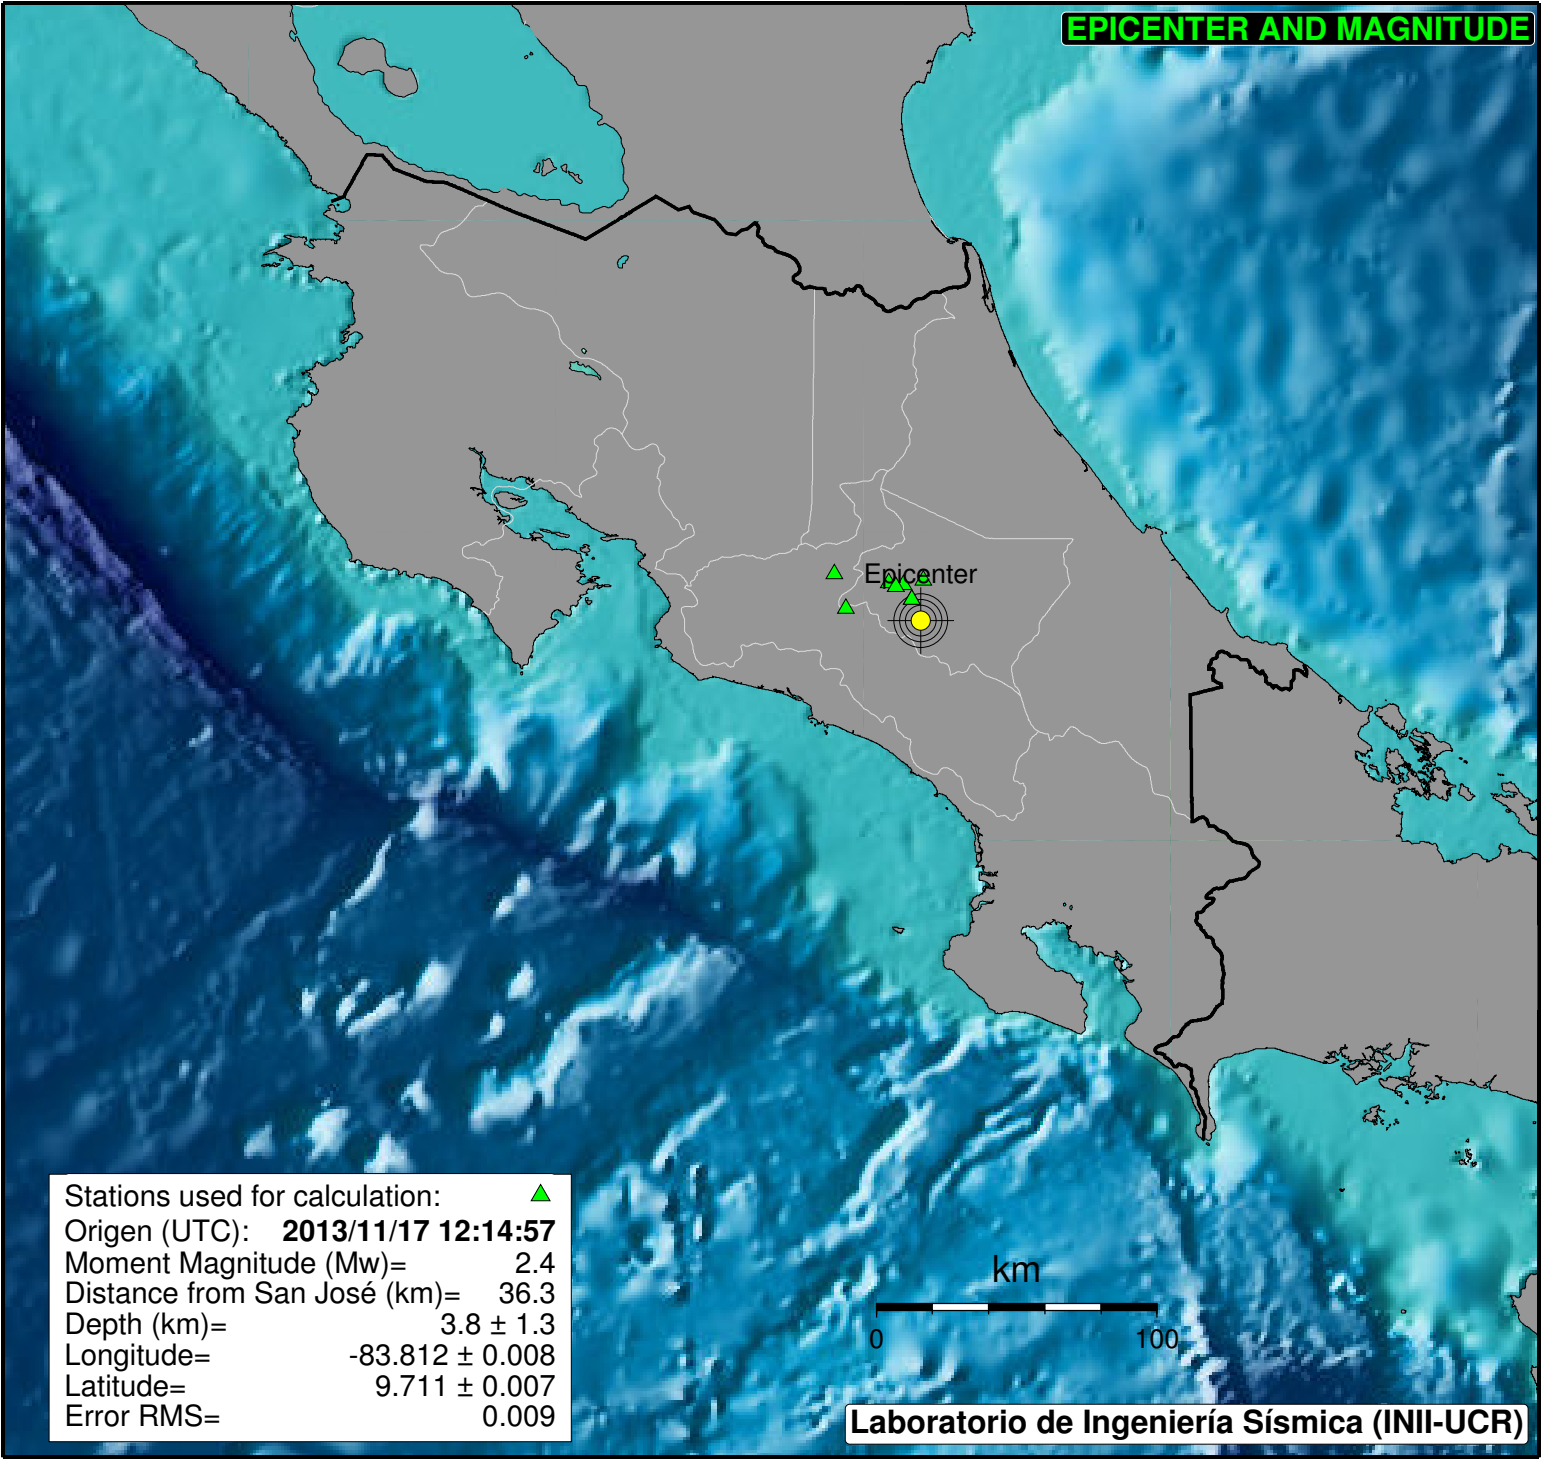 EPICENTER AND MAGNITUDE
Epicenter
Stations used for calculation:
Origen (UTC): 2013/11/17 12:14:57
Moment Magnitude (Mw)= 2.4
Distance from San José (km)= 36.3
Depth (km)= 3.8 ± 1.3
Longitude= -83.812 ± 0.008
Latitude= 9.711 ± 0.007
Error RMS= 0.009
km
0 100
Laboratorio de Ingeniería Sísmica (INII-UCR)